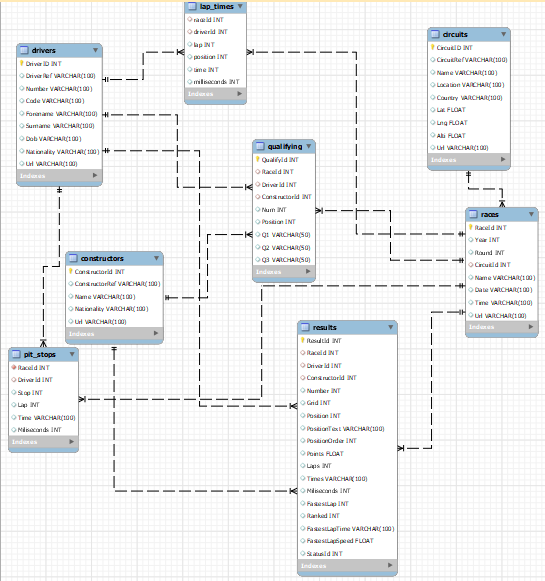 lap_times
raceId INT
driverId INT
lap INT
position INT
time INT
milliseconds INT
Indexes
drivers
DriverID INT
DriverRef VARCHAR(100)
Number VARCHAR(100)
Code VARCHAR(100)
Forename VARCHAR(100)
Surname VARCHAR(100)
Dob VARCHAR(100)
Nationality VARCHAR(100)
Url VARCHAR(100)
Indexes
circuits
CircuitID INT
CircuitRef VARCHAR(100)
Name VARCHAR(100)
Location VARCHAR(100)
Country VARCHAR(100)
Lat FLOAT
Lng FLOAT
Alti FLOAT
Url VARCHAR(100)
Indexes
qualifying
QualifyId INT
RaceId INT
DriverId INT
ConstructorId INT
Num INT
Position INT
Q1 VARCHAR(50)
Q2 VARCHAR(50)
Q3 VARCHAR(50)
Indexes
races
RaceId INT
Year INT
Round INT
CircuitId INT
Name VARCHAR(100)
Date VARCHAR(100)
Time VARCHAR(100)
Url VARCHAR(100)
Indexes
constructors
ConstructorId INT
ConstructorRef VARCHAR(100)
Name VARCHAR(100)
Nationality VARCHAR(100)
Url VARCHAR(100)
Indexes
pit_stops
RaceId INT
DriverId INT
Stop INT
Lap INT
Time VARCHAR(100)
Miliseconds INT
Indexes
results
ResultId INT
RaceId INT
DriverId INT
ConstructorId INT
Number INT
Grid INT
Position INT
PositionText VARCHAR(100)
PositionOrder INT
Points FLOAT
Laps INT
Times VARCHAR(100)
Miliseconds INT
FastestLap INT
Ranked INT
FastestLapTime VARCHAR(100)
FastestLapSpeed FLOAT
StatusId INT
Indexes